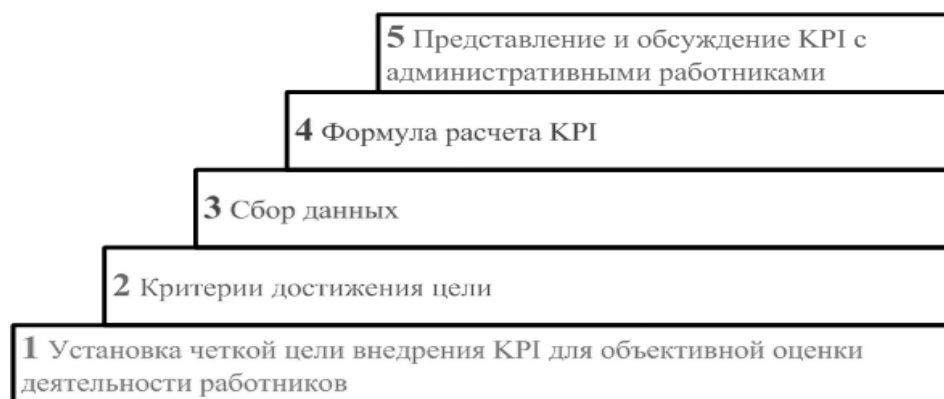 5 Представление и обсуждение KPI с
административными работниками
4 Формула расчета KPI
3 Сбор данных
2 Критерии достижения цели
1 Установка четкой цели внедрения KPI для объективной оценки
деятельности работников